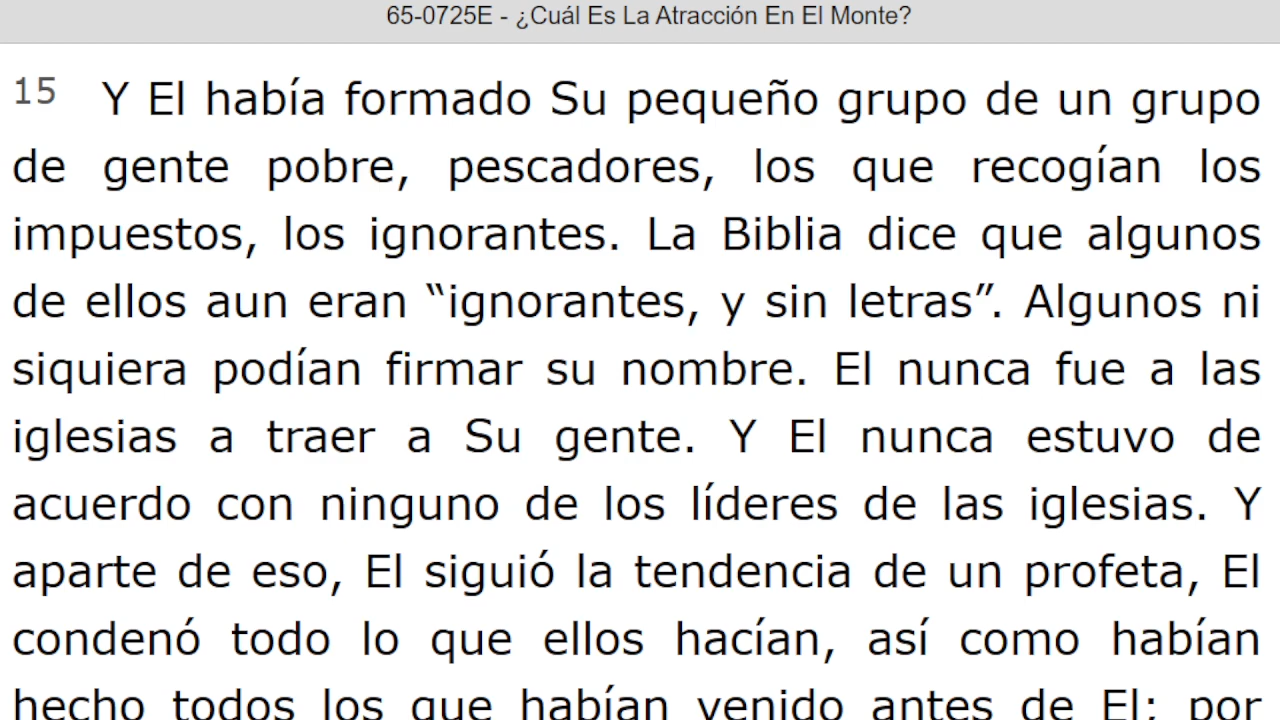 65-0725E - ¿Cuál Es La Atracción En El Monte?
15 Y El había formado Su pequeño grupo de un grupo
de gente pobre, pescadores, los que recogían los
impuestos, los ignorantes. La Biblia dice que algunos
de ellos aun eran “ignorantes, y sin letras”. Algunos ni
siquiera podían firmar su nombre. El nunca fue a las
iglesias a traer a Su gente. Y El nunca estuvo de
acuerdo con ninguno de los líderes de las iglesias. Y
aparte de eso, El siguió la tendencia de un profeta, El
condenó todo lo que ellos hacían, así como habían
hecho todos los que habían venido antes de El; por